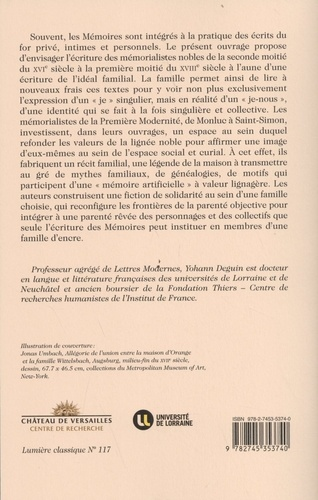 Souvent, les Mémoires sont intégrés à la pratique des écrits du
for privé, intimes et personnels. Le présent ouvrage propose
d'envisager l'écriture des mémorialistes nobles de la seconde moitié
du XVIᵉ siècle à la première moitié du XVIIIᵉ siècle à l'aune d'une
écriture de l'idéal familial. La famille permet ainsi de lire à
nouveaux frais ces textes pour y voir non plus exclusivement
l'expression d'un « je » singulier, mais en réalité d'un « je-nous »,
d'une identité qui se fait à la fois singulière et collective. Les
mémorialistes de la Première Modernité, de Monluc à Saint-Simon,
investissent, dans leurs ouvrages, un espace au sein duquel
refonder les valeurs de la lignée noble pour affirmer une image
d'eux-mêmes au sein de l'espace social et curial. À cet effet, ils
fabriquent un récit familial, une légende de la maison à transmettre
au gré de mythes familiaux, de généalogies, de motifs qui
participent d'une « mémoire artificielle » à valeur lignagère. Les
auteurs construisent une fiction de solidarité au sein d'une famille
choisie, qui reconfigure les frontières de la parenté objective pour
intégrer à une parenté rêvée des personnages et des collectifs que
seule l'écriture des Mémoires peut instituer en membres d'une
famille d'encre.
Professeur agrégé de Lettres Modernes, Yohann Deguin est docteur
en langue et littérature françaises des universités de Lorraine et de
Neuchâtel et ancien boursier de la Fondation Thiers – Centre de
recherches humanistes de l'Institut de France.
Illustration de couverture :
Jonas Umbach, Allégorie de l'union entre la maison d'Orange
et la famille Wittelsbach, Augsburg, milieu-fin du XVIIᵉ siècle,
dessin, 67.7 x 46.5 cm, collections du Metropolitan Museum of Art,
New-York.
CHÂTEAU DE VERSAILLES
CENTRE DE RECHERCHE
UNIVERSITÉ
DE LORRAINE
Lumière classique N° 117
ISBN 978-2-7453-5374-0
9 782745 353740